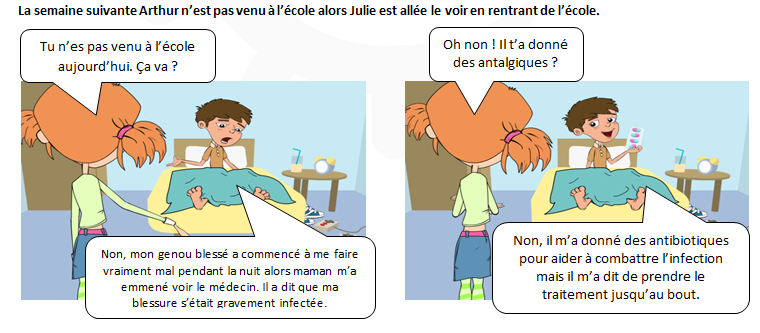 La semaine suivante Arthur n'est pas venu à l'école alors Julie est allée le voir en rentrant de l'école.
Tu n'es pas venu à l'école
aujourd'hui. Ça va ?
Non, mon genou blessé a commencé à me faire
vraiment mal pendant la nuit alors maman m'a
emmené voir le médecin. Il a dit que ma
blessure s'était gravement infectée.
Oh non ! Il t'a donné
des antalgiques ?
Non, il m'a donné des antibiotiques
pour aider à combattre l'infection
mais il m'a dit de prendre le
traitement jusqu'au bout.